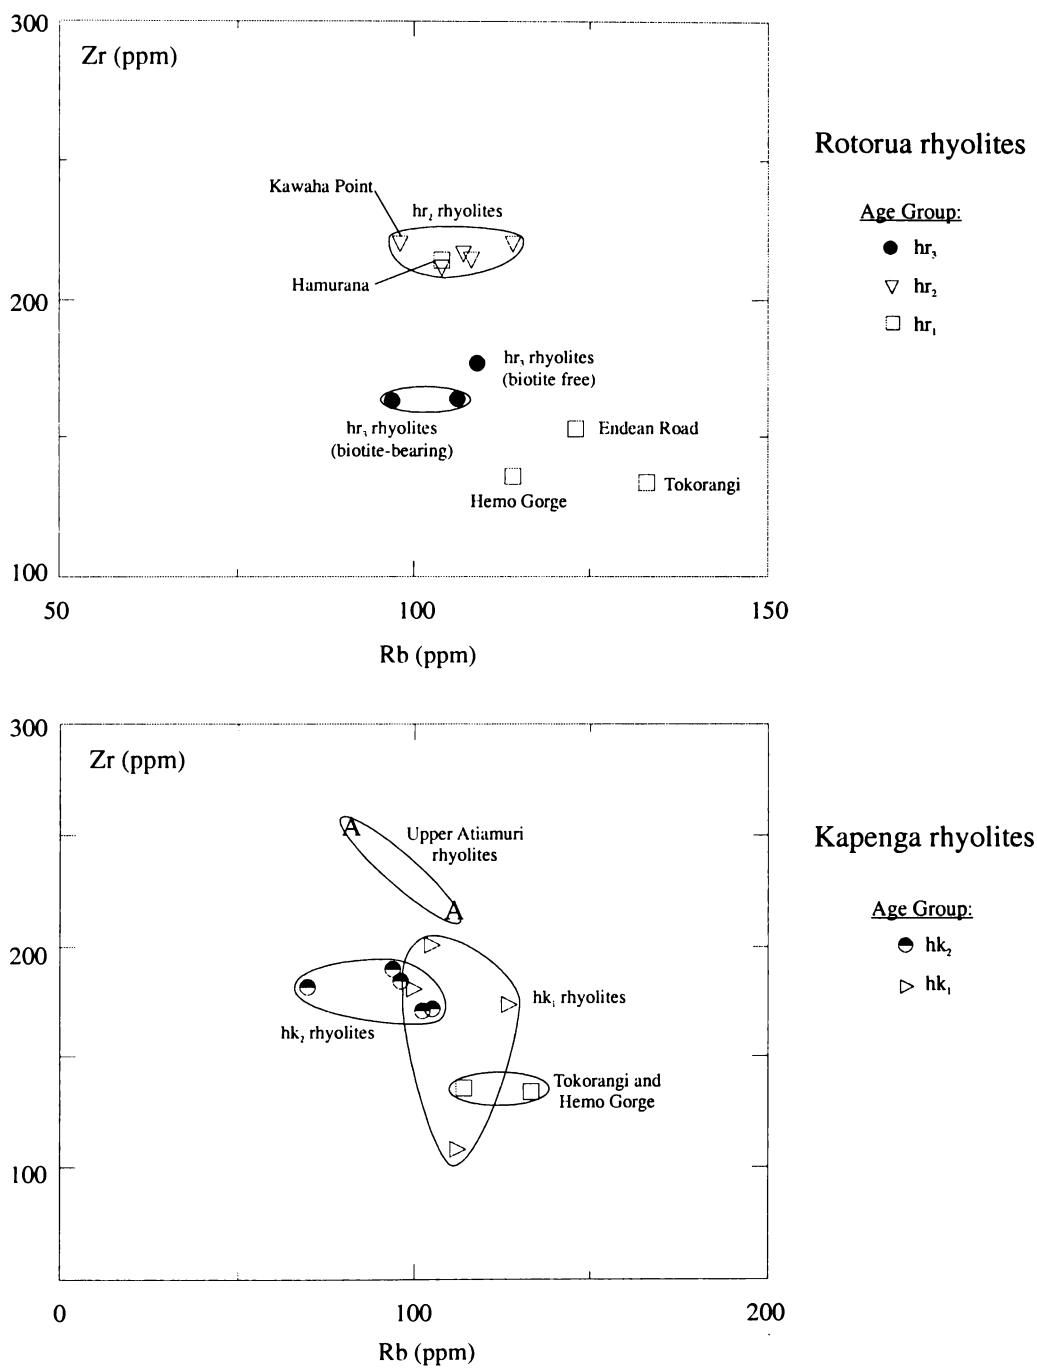 300
Zr (ppm)
Rotorua rhyolites
Kawaha Point
hr₂ rhyolites
Age Group:
hr₃
Hamurana
hr₂
200
hr₁
hr₃ rhyolites
(biotite free)
hr₃ rhyolites
(biotite-bearing)
Endean Road
Tokorangi
Hemo Gorge
100
50
100
150
Rb (ppm)
300
Zr (ppm)
A
Upper Atiamuri
rhyolites
Kapenga rhyolites
A
Age Group:
hk₂
200
hk₁
hk₁ rhyolites
hk₂ rhyolites
Tokorangi and
Hemo Gorge
100
0
100
200
Rb (ppm)